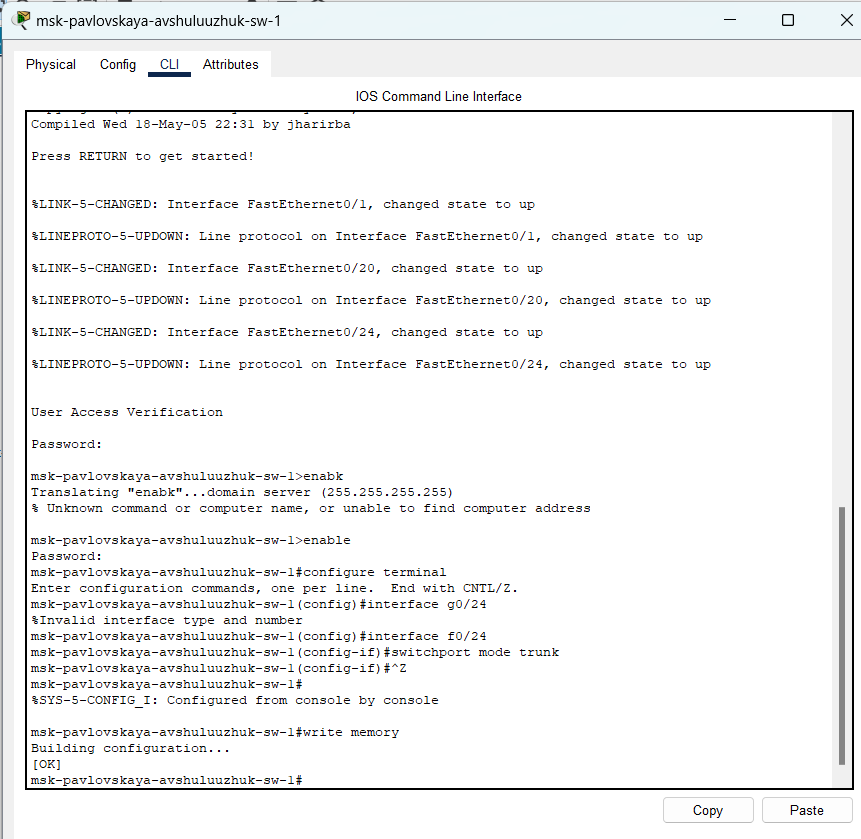 msk-pavlovskaya-avshuluuzhuk-sw-1
Physical Config CLI Attributes
IOS Command Line Interface
Compiled Wed 18-May-05 22:31 by jharirba
Press RETURN to get started!
%LINK-5-CHANGED: Interface FastEthernet0/1, changed state to up
%LINEPROTO-5-UPDOWN: Line protocol on Interface FastEthernet0/1, changed state to up
%LINK-5-CHANGED: Interface FastEthernet0/20, changed state to up
%LINEPROTO-5-UPDOWN: Line protocol on Interface FastEthernet0/20, changed state to up
%LINK-5-CHANGED: Interface FastEthernet0/24, changed state to up
%LINEPROTO-5-UPDOWN: Line protocol on Interface FastEthernet0/24, changed state to up
User Access Verification
Password:
msk-pavlovskaya-avshuluuzhuk-sw-1>enabk
Translating "enabk"...domain server (255.255.255.255)
% Unknown command or computer name, or unable to find computer address
msk-pavlovskaya-avshuluuzhuk-sw-1>enable
Password:
msk-pavlovskaya-avshuluuzhuk-sw-1#configure terminal
Enter configuration commands, one per line.  End with CNTL/Z.
msk-pavlovskaya-avshuluuzhuk-sw-1(config)#interface g0/24
%Invalid interface type and number
msk-pavlovskaya-avshuluuzhuk-sw-1(config)#interface f0/24
msk-pavlovskaya-avshuluuzhuk-sw-1(config-if)#switchport mode trunk
msk-pavlovskaya-avshuluuzhuk-sw-1(config-if)#^Z
msk-pavlovskaya-avshuluuzhuk-sw-1#
%SYS-5-CONFIG_I: Configured from console by console
msk-pavlovskaya-avshuluuzhuk-sw-1#write memory
Building configuration...
[OK]
msk-pavlovskaya-avshuluuzhuk-sw-1#
Copy Paste